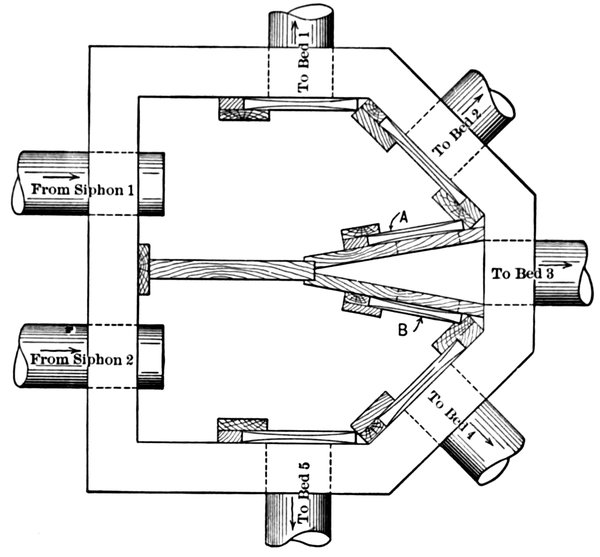 To Bed 1
To Bed 2
From Siphon 1
A
To Bed 3
B
From Siphon 2
To Bed 4
To Bed 5